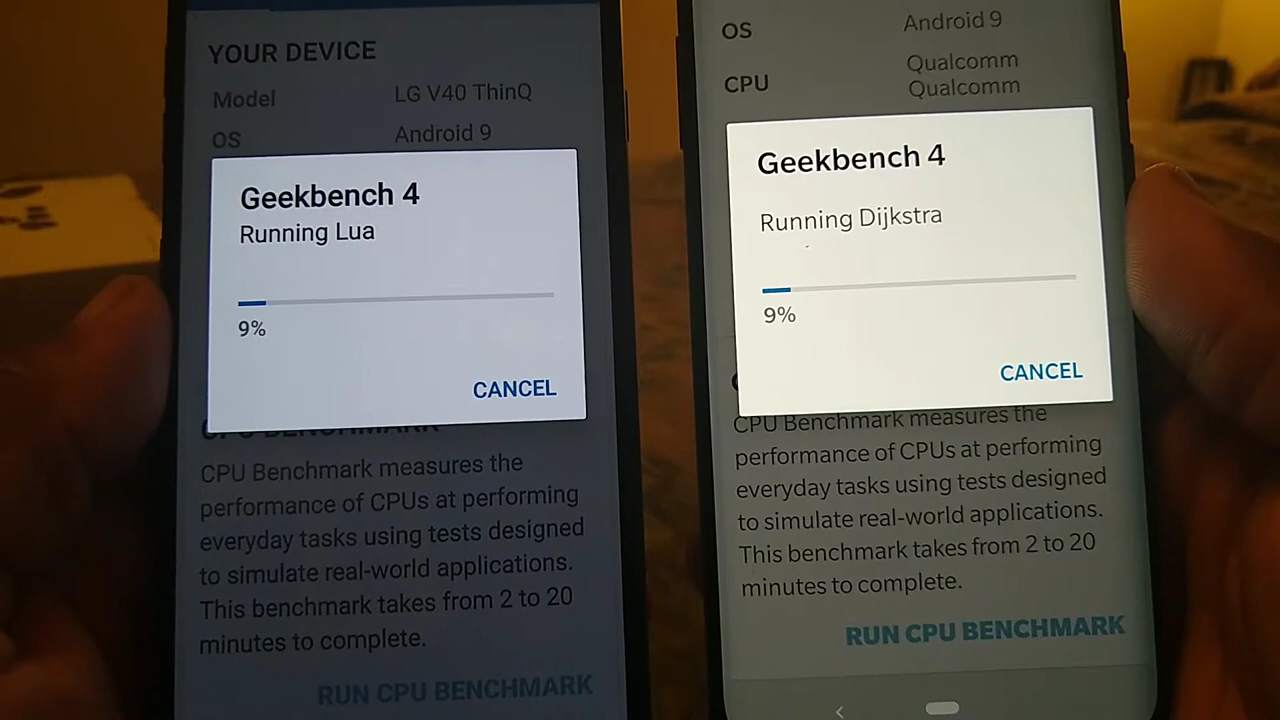 YOUR DEVICE
Model LG V40 ThinQ
OS Android 9
Geekbench 4
Running Lua
9%
CANCEL
CPU BENCHMARK
CPU Benchmark measures the
performance of CPUs at performing
everyday tasks using tests designed
to simulate real-world applications.
This benchmark takes from 2 to 20
minutes to complete.
RUN CPU BENCHMARK
OS Android 9
CPU Qualcomm
Qualcomm
Geekbench 4
Running Dijkstra
9%
CANCEL
CPU Benchmark measures the
performance of CPUs at performing
everyday tasks using tests designed
to simulate real-world applications.
This benchmark takes from 2 to 20
minutes to complete.
RUN CPU BENCHMARK